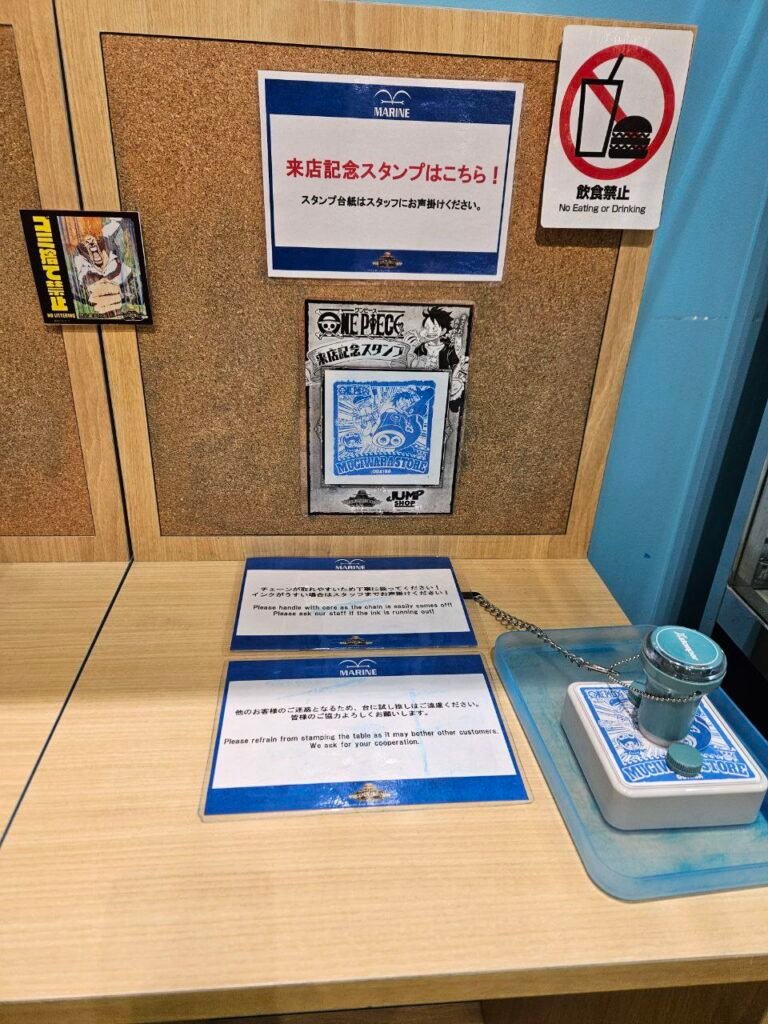 MARINE
来店記念スタンプはこちら！
スタンプ台紙はスタッフにお声掛けください。
飲食禁止
No Eating or Drinking
ゴミ捨て禁止
NO LITTERING
ONE PIECE
ワンピース
来店記念スタンプ
MUGIWARA STORE
JUMP
SHOP
MARINE
チェーンが取れやすいため丁寧に扱ってください！
インクがうすい場合はスタッフまでお声掛けください！
Please handle with care as the chain is easily comes off!
Please ask our staff if the ink is running out!
MARINE
他のお客様のご迷惑となるため、台に試し推しはご遠慮ください。
皆様のご協力よろしくお願いします。
Please refrain from stamping the table as it may bother other customers.
We ask for your cooperation.
MUGIWARA STORE